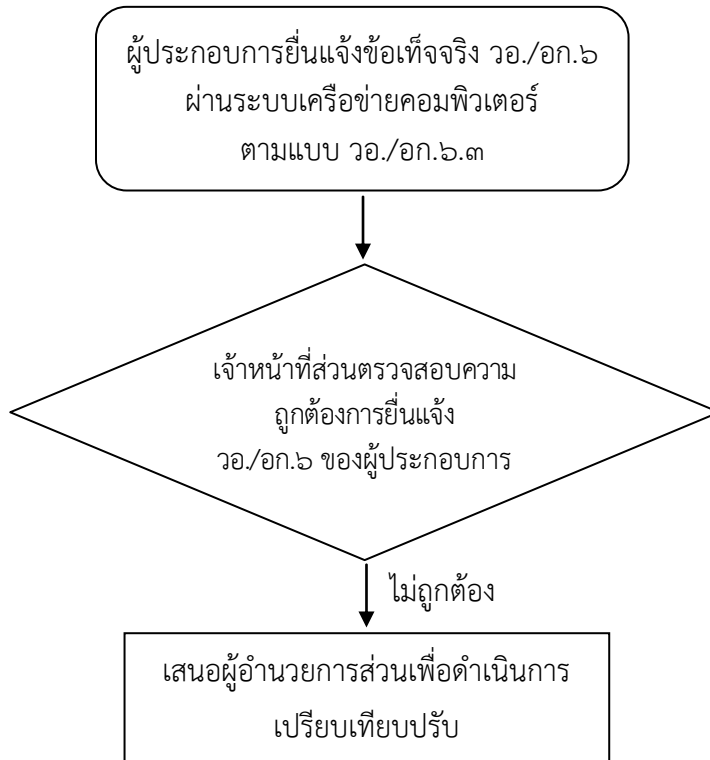 ผู้ประกอบการยื่นแจ้งข้อเท็จจริง วอ./อก.๖
ผ่านระบบเครือข่ายคอมพิวเตอร์
ตามแบบ วอ./อก.๖.๓
เจ้าหน้าที่ส่วนตรวจสอบความ
ถูกต้องการยื่นแจ้ง
วอ./อก.๖ ของผู้ประกอบการ
ไม่ถูกต้อง
เสนอผู้อำนวยการส่วนเพื่อดำเนินการ
เปรียบเทียบปรับ